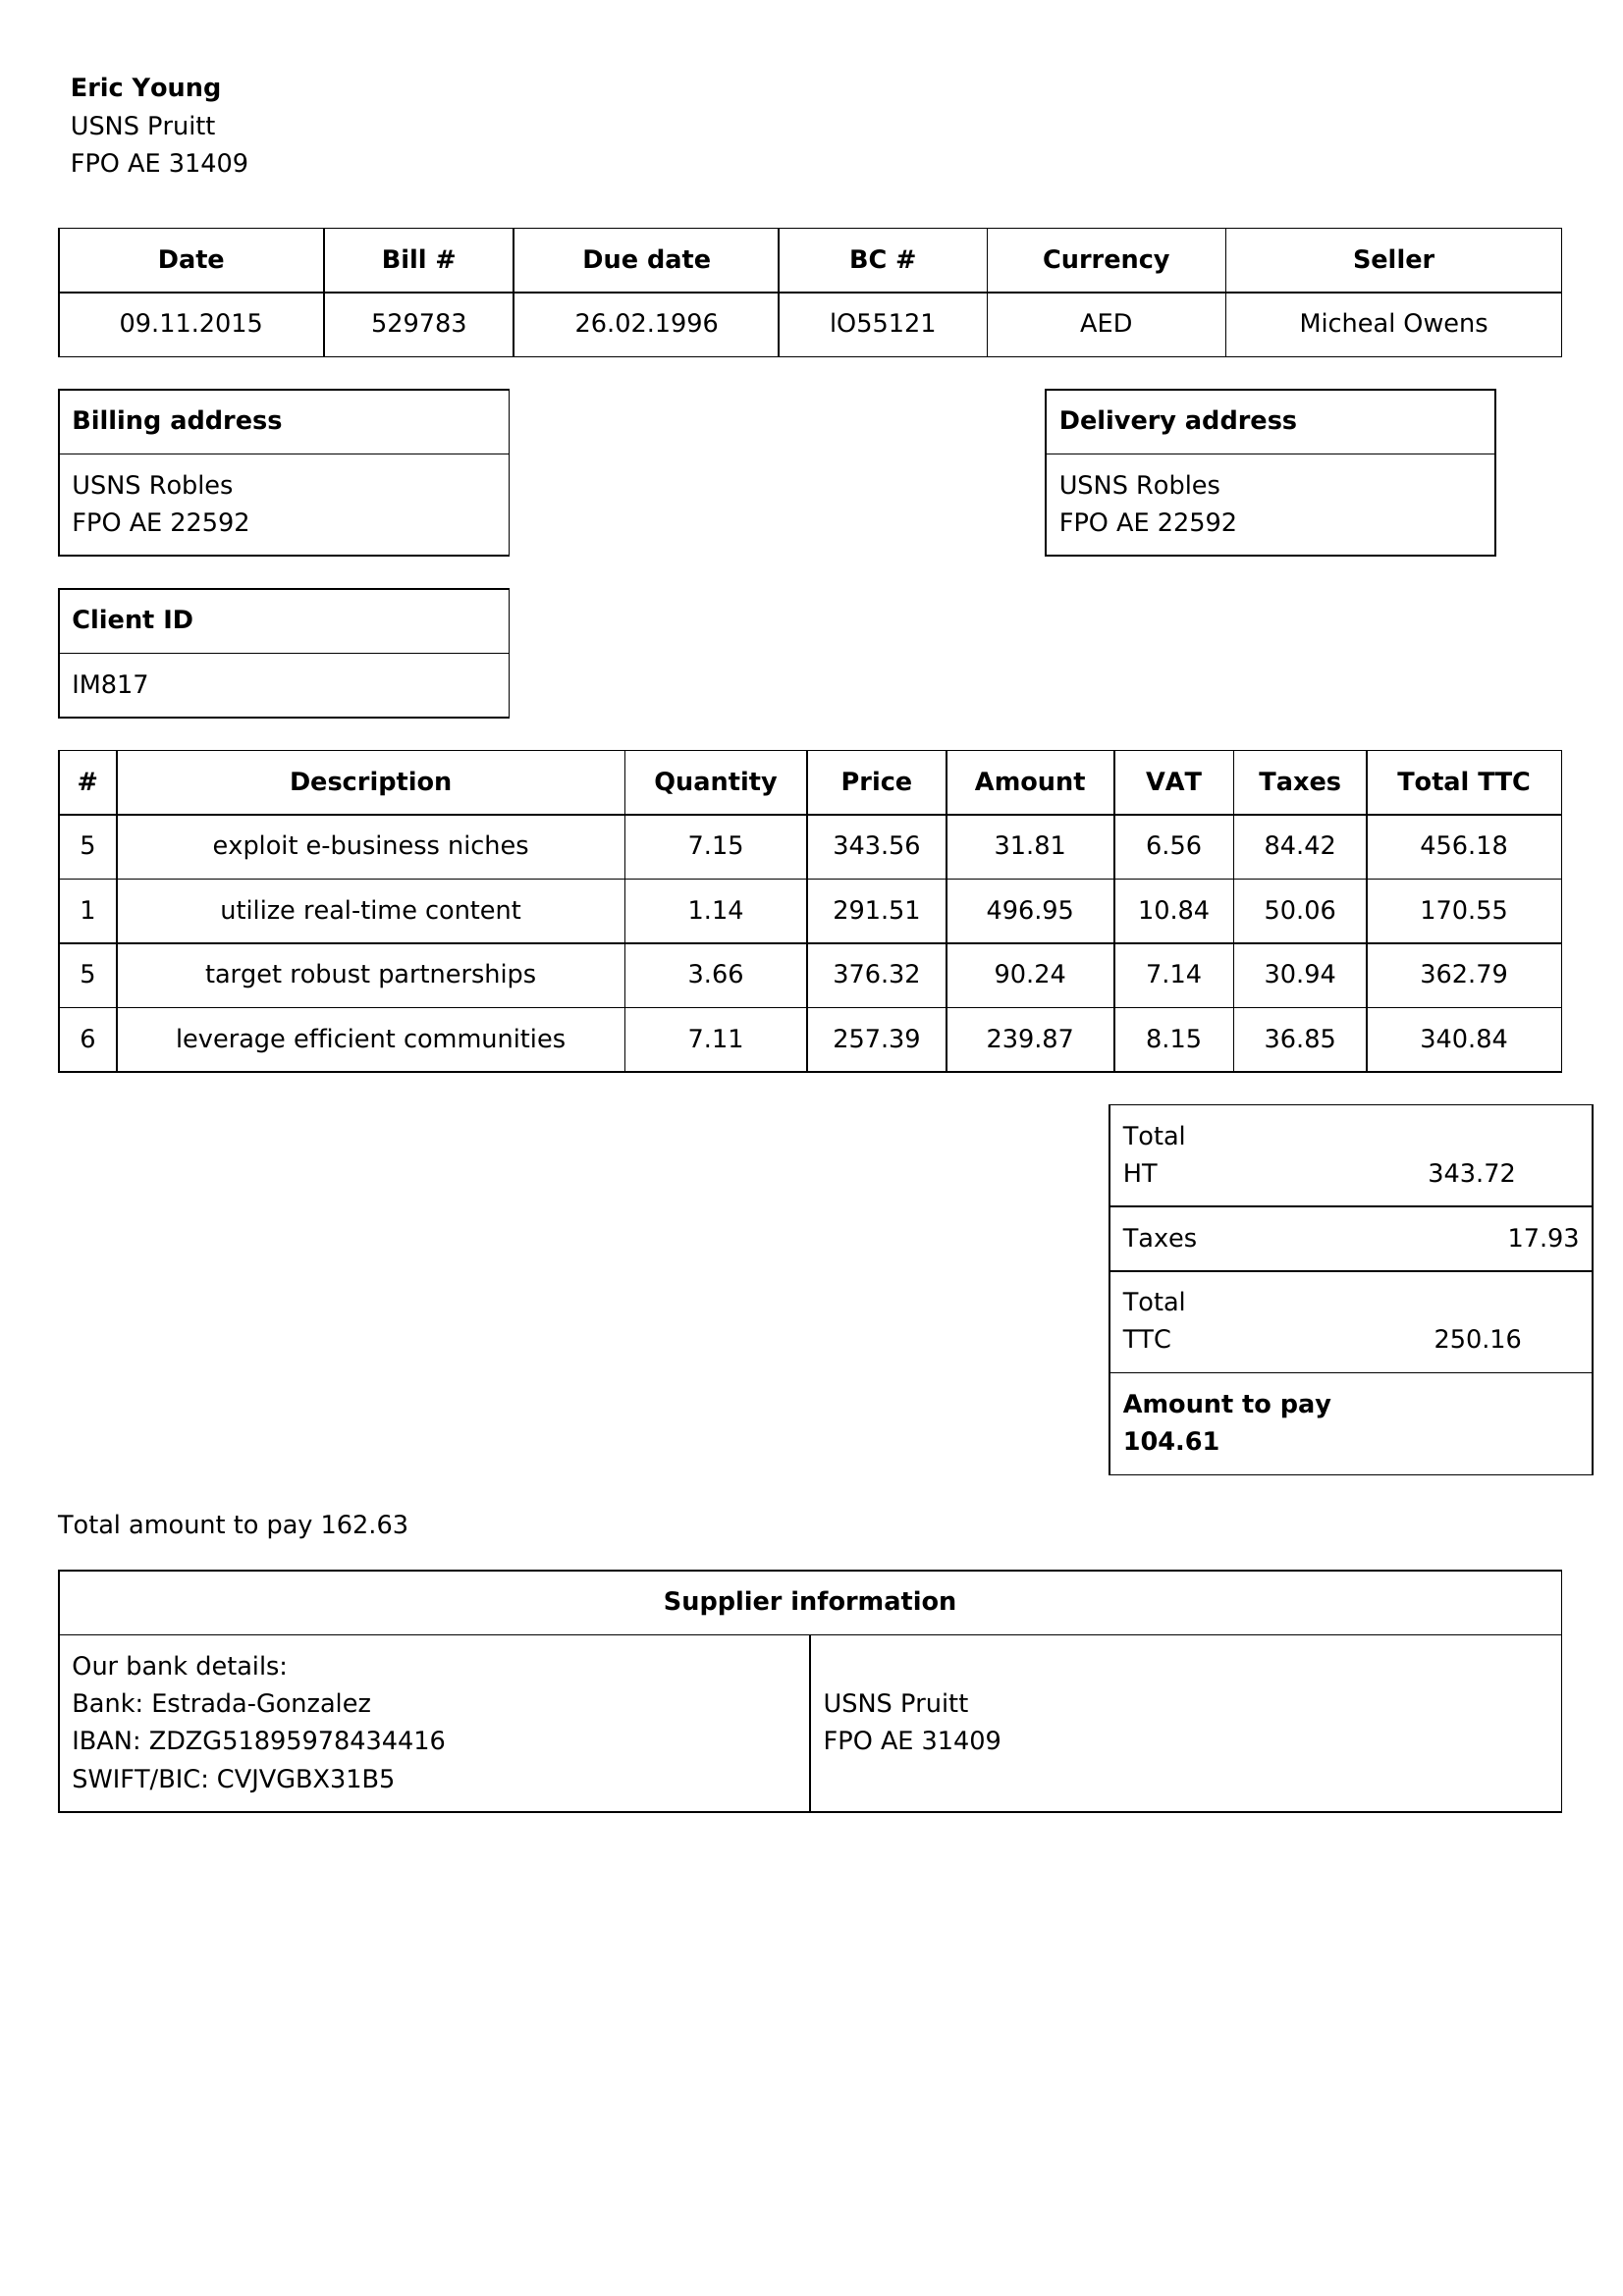 Eric Young
USNS Pruitt
FPO AE 31409
Date Bill # Due date BC # Currency Seller
09.11.2015 529783 26.02.1996 lO55121 AED Micheal Owens
Billing address
USNS Robles
FPO AE 22592
Delivery address
USNS Robles
FPO AE 22592
Client ID
IM817
# Description Quantity Price Amount VAT Taxes Total TTC
5 exploit e-business niches 7.15 343.56 31.81 6.56 84.42 456.18
1 utilize real-time content 1.14 291.51 496.95 10.84 50.06 170.55
5 target robust partnerships 3.66 376.32 90.24 7.14 30.94 362.79
6 leverage efficient communities 7.11 257.39 239.87 8.15 36.85 340.84
Total
HT 343.72
Taxes 17.93
Total
TTC 250.16
Amount to pay
104.61
Total amount to pay 162.63
Supplier information
Our bank details:
Bank: Estrada-Gonzalez
IBAN: ZDZG51895978434416
SWIFT/BIC: CVJVGBX31B5
USNS Pruitt
FPO AE 31409